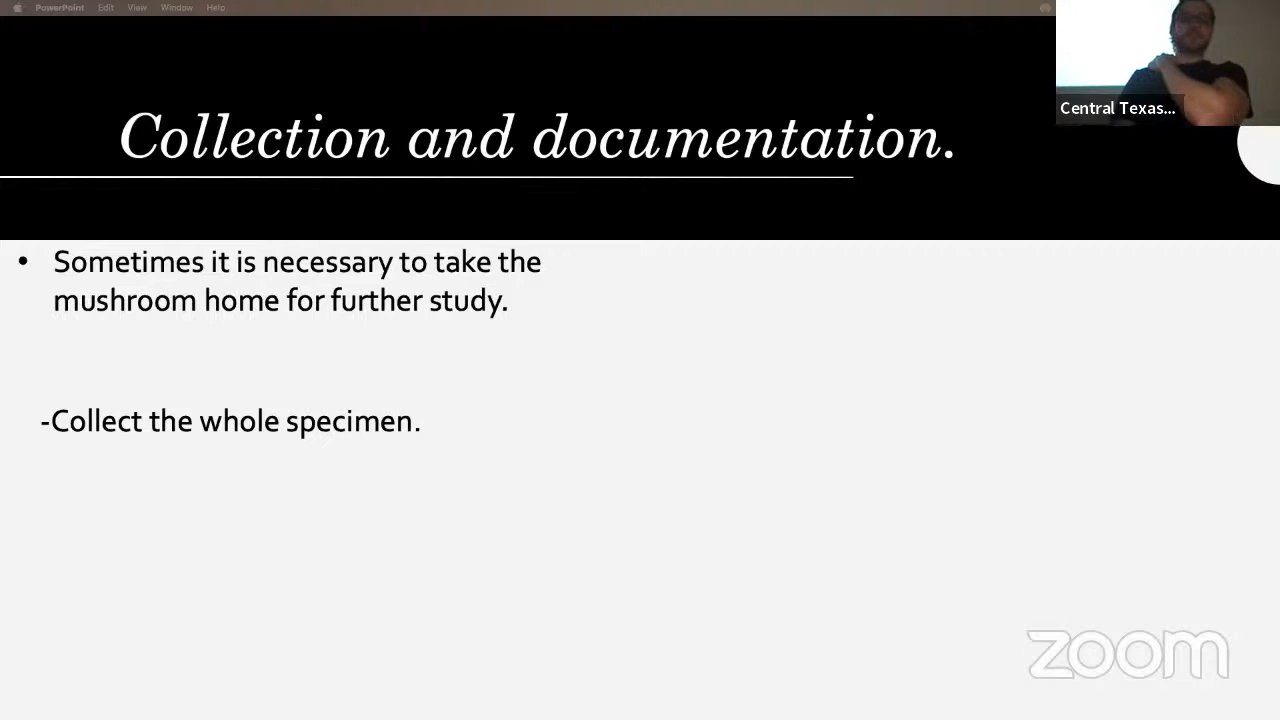 PowerPoint Edit View Window Help
Central Texas...
Collection and documentation.
• Sometimes it is necessary to take the
mushroom home for further study.
-Collect the whole specimen.
zoom